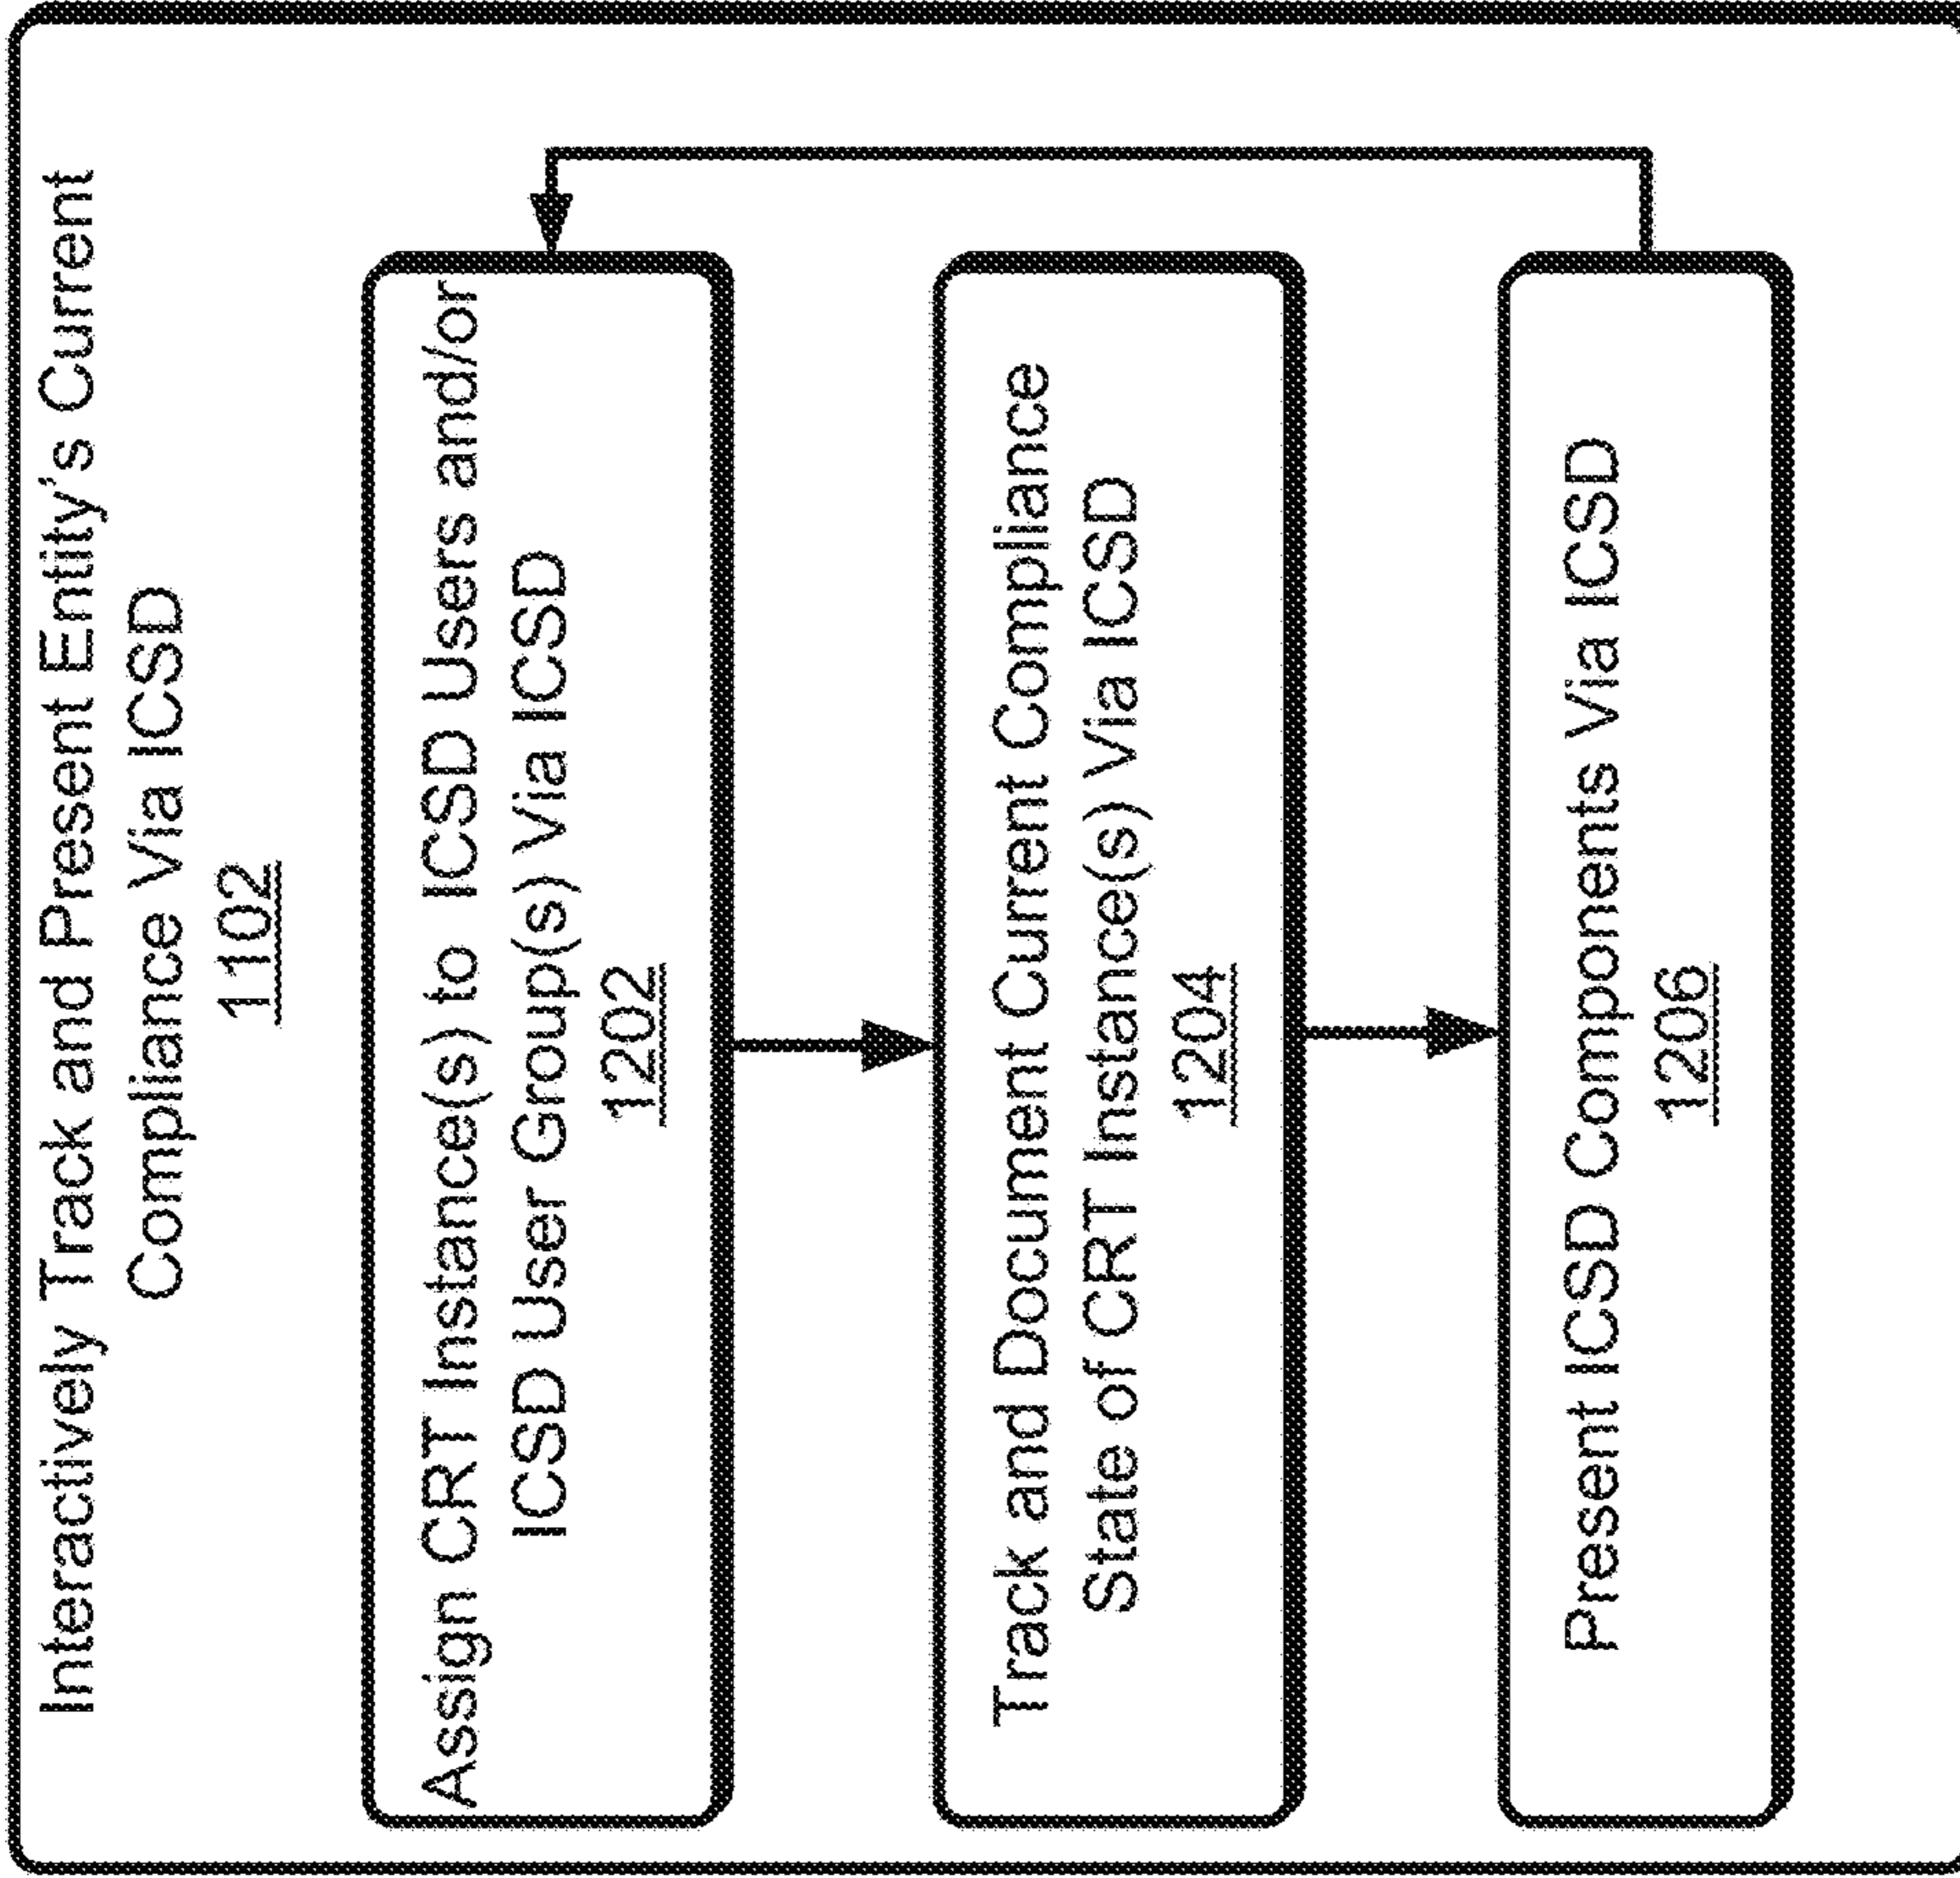 Interactively Track and Present Entity's Current
Compliance Via ICSD
1102
Assign CRT Instance(s) to ICSD Users and/or
ICSD User Group(s) Via ICSD
1202
Track and Document Current Compliance
State of CRT Instance(s) Via ICSD
1204
Present ICSD Components Via ICSD
1206